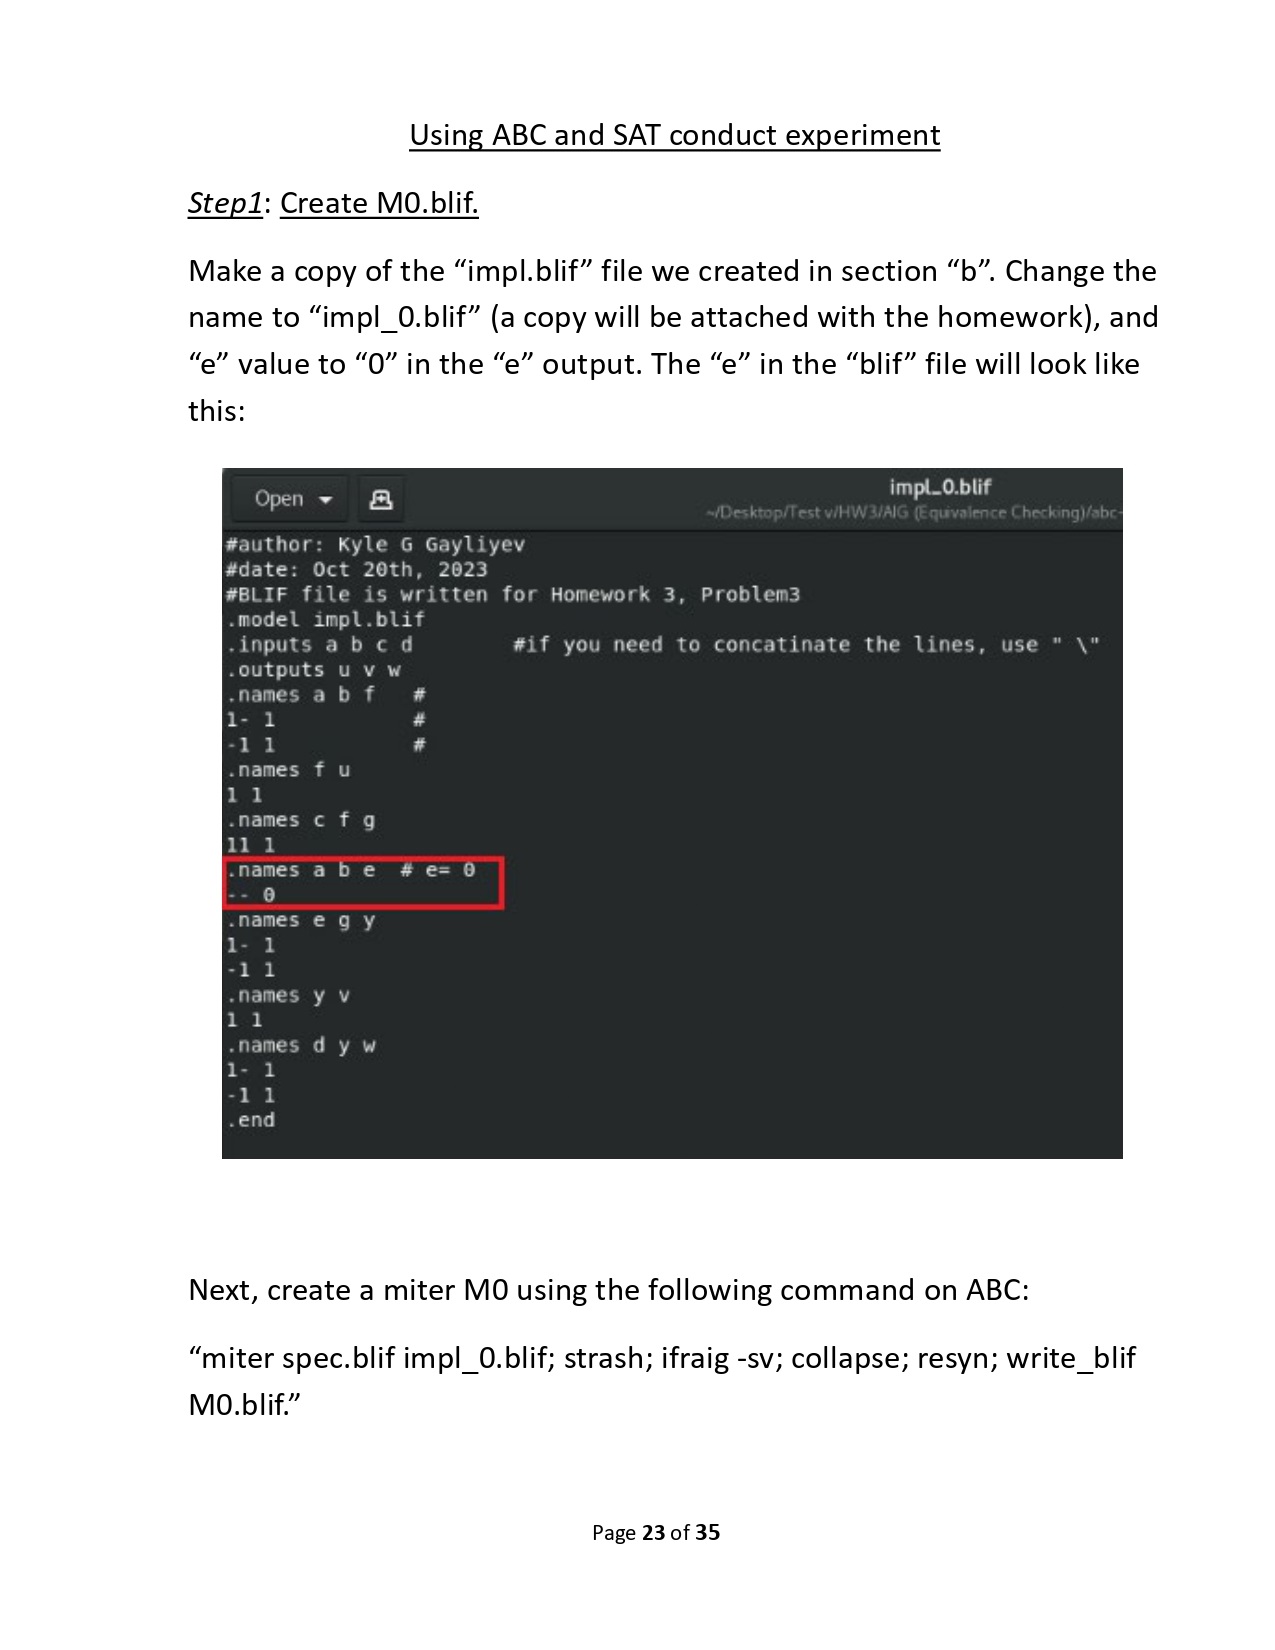 Using ABC and SAT conduct experiment
Step1: Create M0.blif.
Make a copy of the “impl.blif” file we created in section “b”. Change the
name to “impl_0.blif” (a copy will be attached with the homework), and
“e” value to “0” in the “e” output. The “e” in the “blif” file will look like
this:
Open
impl_0.blif
~/Desktop/Test v/HW3/AIG (Equivalence Checking)/abc-
#author: Kyle G Gayliyev
#date: Oct 20th, 2023
#BLIF file is written for Homework 3, Problem3
.model impl.blif
.inputs a b c d #if you need to concatinate the lines, use " \"
.outputs u v w
.names a b f #
1- 1 #
-1 1 #
.names f u
1 1
.names c f g
11 1
.names a b e # e= 0
-- 0
.names e g y
1- 1
-1 1
.names y v
1 1
.names d y w
1- 1
-1 1
.end
Next, create a miter M0 using the following command on ABC:
“miter spec.blif impl_0.blif; strash; ifraig -sv; collapse; resyn; write_blif
M0.blif.”
Page 23 of 35